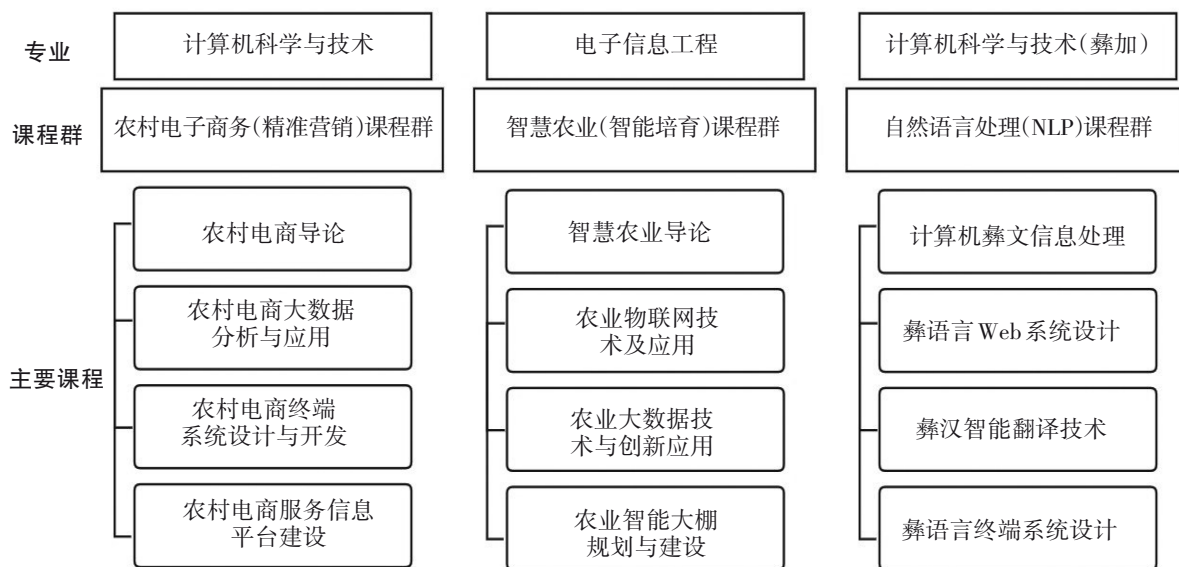 专业
计算机科学与技术
电子信息工程
计算机科学与技术(彝加)
课程群
农村电子商务(精准营销)课程群
智慧农业(智能培育)课程群
自然语言处理(NLP)课程群
主要课程
农村电商导论
农村电商大数据
分析与应用
农村电商终端
系统设计与开发
农村电商服务信息
平台建设
智慧农业导论
农业物联网技
术及应用
农业大数据技
术与创新应用
农业智能大棚
规划与建设
计算机彝文信息处理
彝语言Web系统设计
彝汉智能翻译技术
彝语言终端系统设计